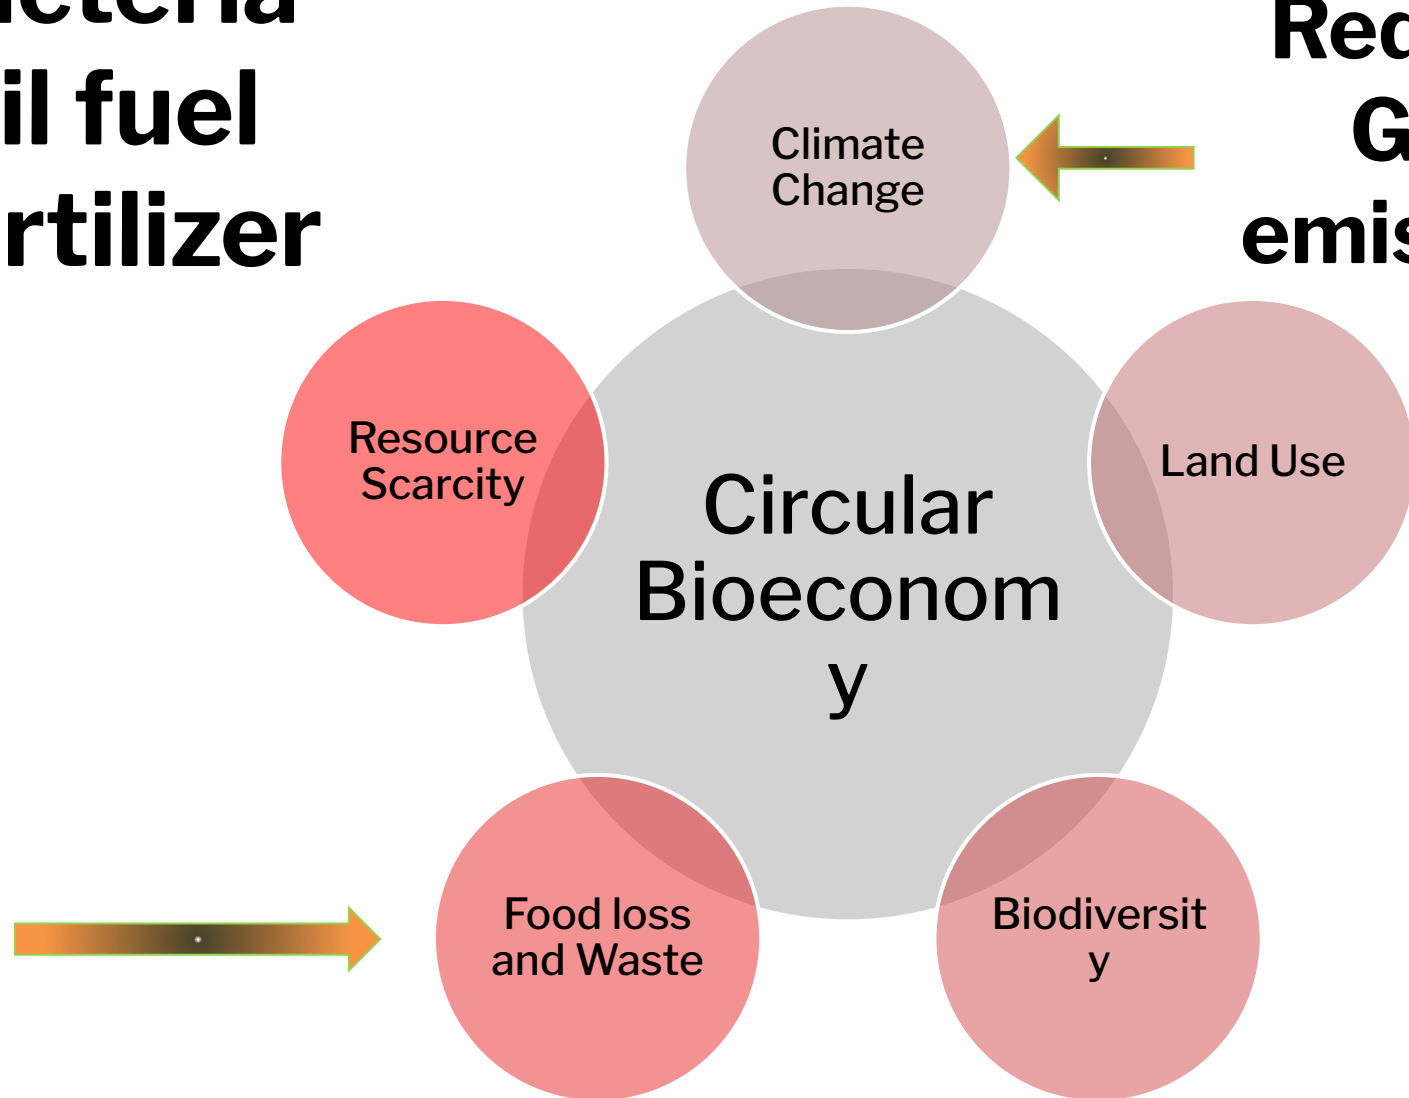 il fuel
rtilizer
Climate
Change
Resource
Scarcity
Land Use
Circular
Bioeconom
y
Food loss
and Waste
Biodiversit
y